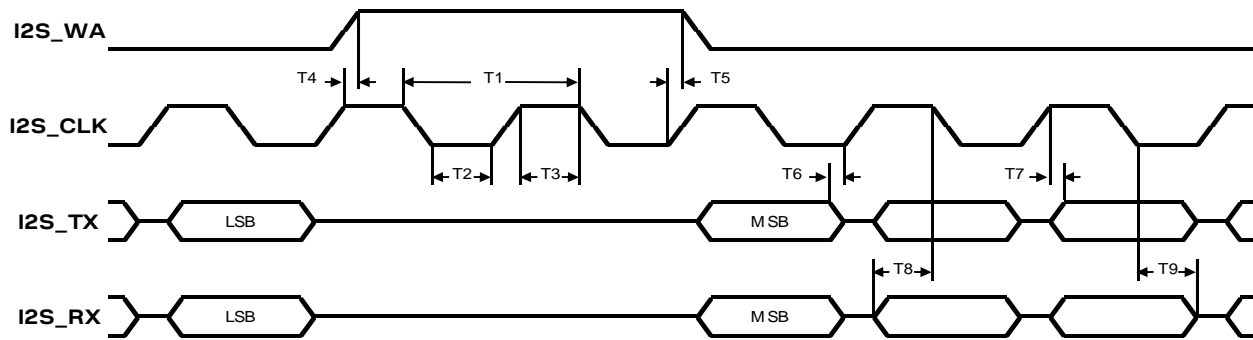 I2S_WA
T4
T1
T5
I2S_CLK
T2
T3
T6
T7
I2S_TX
LSB
MSB
T8
T9
I2S_RX
LSB
MSB